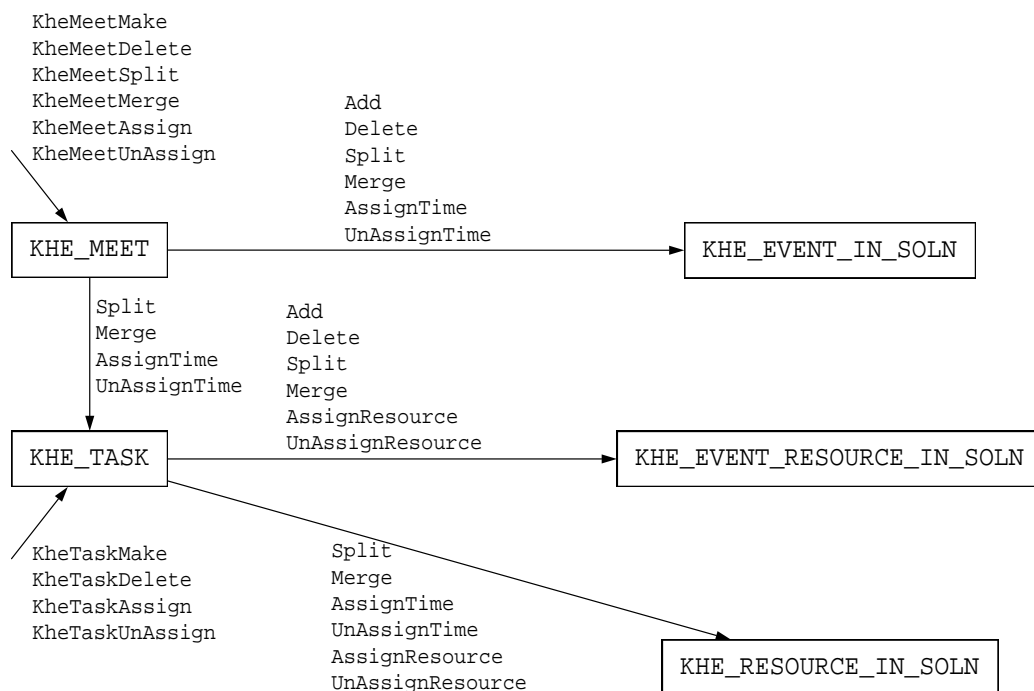 KheMeetMake
KheMeetDelete
KheMeetSplit
KheMeetMerge
KheMeetAssign
KheMeetUnAssign
Add
Delete
Split
Merge
AssignTime
UnAssignTime
KHE_MEET
KHE_EVENT_IN_SOLN
Split
Merge
AssignTime
UnAssignTime
Add
Delete
Split
Merge
AssignResource
UnAssignResource
KHE_TASK
KHE_EVENT_RESOURCE_IN_SOLN
KheTaskMake
KheTaskDelete
KheTaskAssign
KheTaskUnAssign
Split
Merge
AssignTime
UnAssignTime
AssignResource
UnAssignResource
KHE_RESOURCE_IN_SOLN